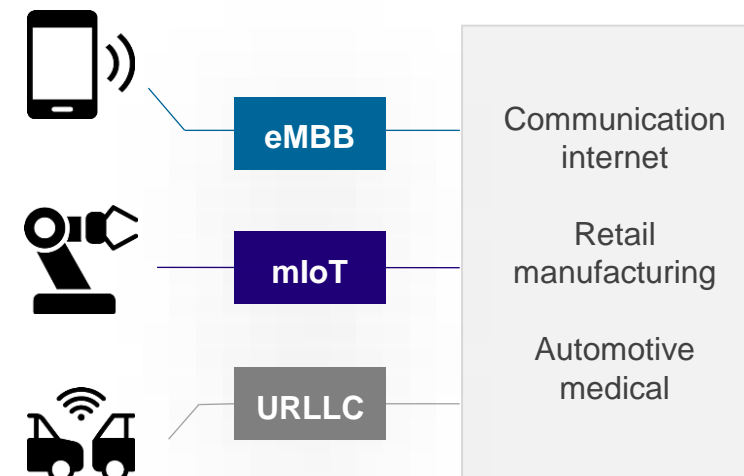 eMBB
Communication
internet
mIoT
Retail
manufacturing
URLLC
Automotive
medical